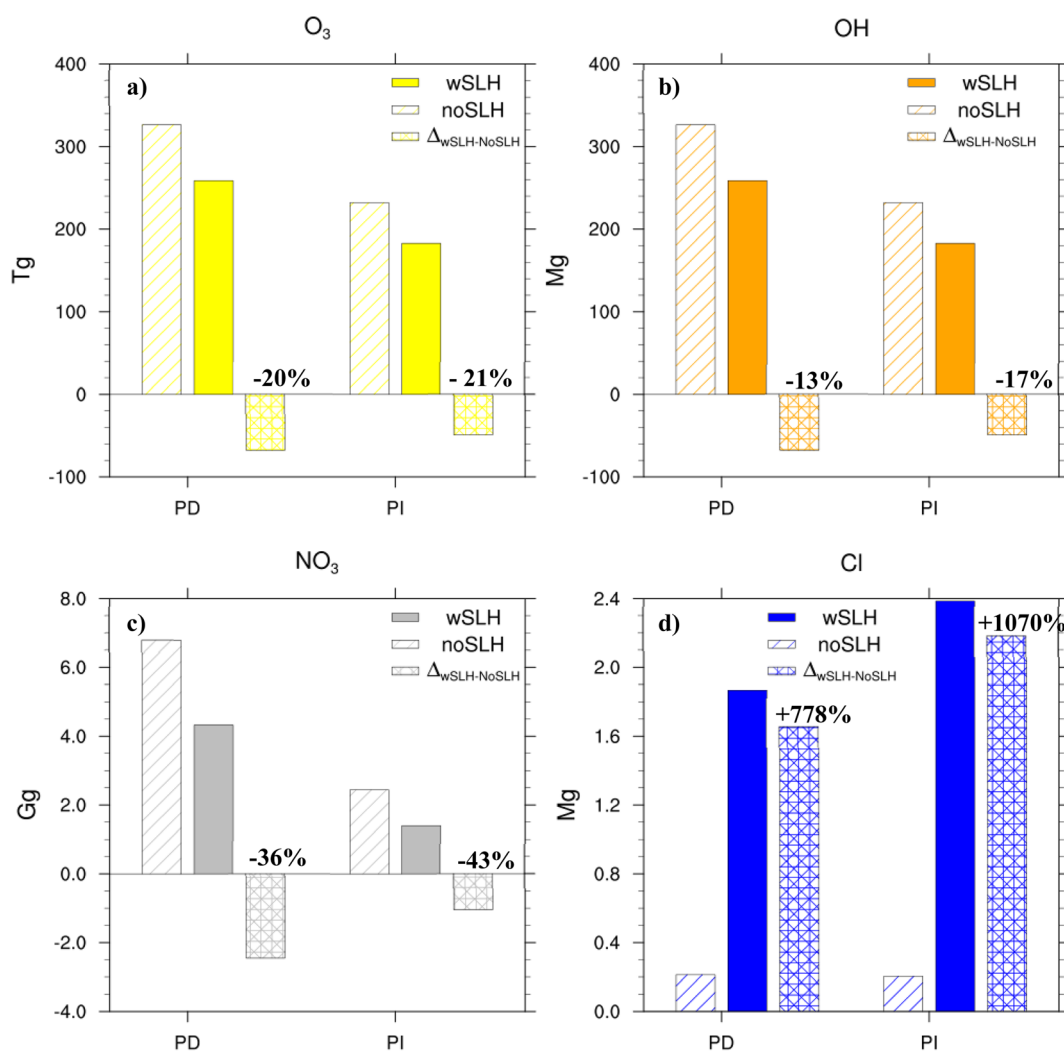 O₃
a)
wSLH
noSLH
Δ_wSLH-NoSLH
400
300
200
100
0
-100
Tg
-20%
- 21%
PD
PI
OH
b)
wSLH
noSLH
Δ_wSLH-NoSLH
400
300
200
100
0
-100
Mg
-13%
-17%
PD
PI
NO₃
c)
wSLH
noSLH
Δ_wSLH-NoSLH
8.0
6.0
4.0
2.0
0.0
-2.0
-4.0
Gg
-36%
-43%
PD
PI
Cl
d)
wSLH
noSLH
Δ_wSLH-NoSLH
2.4
2.0
1.6
1.2
0.8
0.4
0.0
Mg
+778%
+1070%
PD
PI